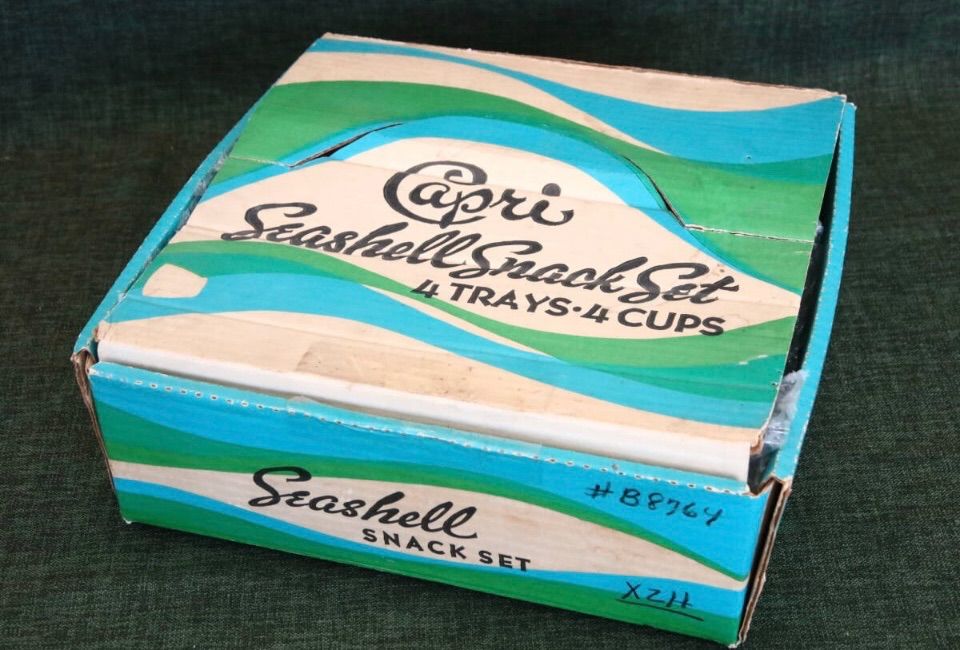 Capri
Seashell Snack Set
4 TRAYS·4 CUPS
#B8764
Seashell
SNACK SET
XZH